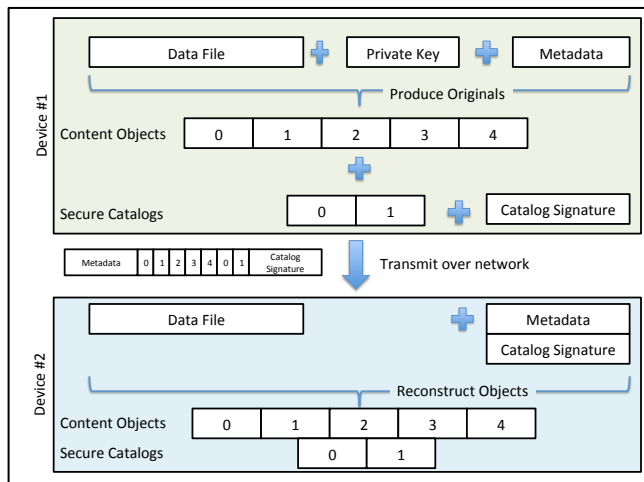 Device #1
Data File + Private Key + Metadata
Produce Originals
Content Objects 0 1 2 3 4
+
Secure Catalogs 0 1 + Catalog Signature
Metadata 0 1 2 3 4 0 1 Catalog Signature
Transmit over network
Device #2
Data File + Metadata
Catalog Signature
Reconstruct Objects
Content Objects 0 1 2 3 4
Secure Catalogs 0 1